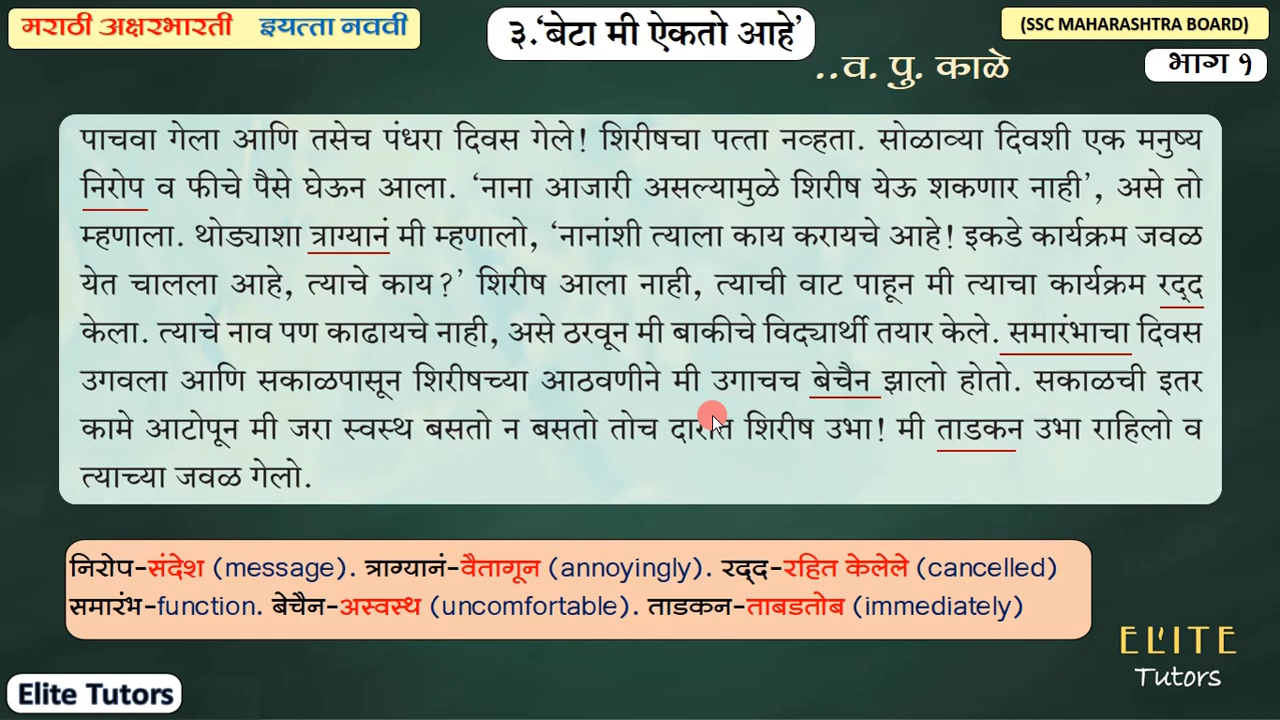 मराठी अक्षरभारती इयत्ता नववी
३.‘बेटा मी ऐकतो आहे’
(SSC MAHARASHTRA BOARD)
..व. पु. काळे
भाग १
पाचवा गेला आणि तसेच पंधरा दिवस गेले! शिरीषचा पत्ता नव्हता. सोळाव्या दिवशी एक मनुष्य
निरोप व फीचे पैसे घेऊन आला. ‘नाना आजारी असल्यामुळे शिरीष येऊ शकणार नाही’, असे तो
म्हणाला. थोड्याशा त्राग्यानं मी म्हणालो, ‘नानांशी त्याला काय करायचे आहे! इकडे कार्यक्रम जवळ
येत चालला आहे, त्याचे काय?’ शिरीष आला नाही, त्याची वाट पाहून मी त्याचा कार्यक्रम रद्द
केला. त्याचे नाव पण काढायचे नाही, असे ठरवून मी बाकीचे विद्यार्थी तयार केले. समारंभाचा दिवस
उगवला आणि सकाळपासून शिरीषच्या आठवणीने मी उगाचच बेचैन झालो होतो. सकाळची इतर
कामे आटोपून मी जरा स्वस्थ बसतो न बसतो तोच दारात शिरीष उभा! मी ताडकन उभा राहिलो व
त्याच्या जवळ गेलो.
निरोप-संदेश (message). त्राग्यानं-वैतागून (annoyingly). रद्द-रहित केलेले (cancelled)
समारंभ-function. बेचैन-अस्वस्थ (uncomfortable). ताडकन-ताबडतोब (immediately)
ELITE
Tutors
Elite Tutors